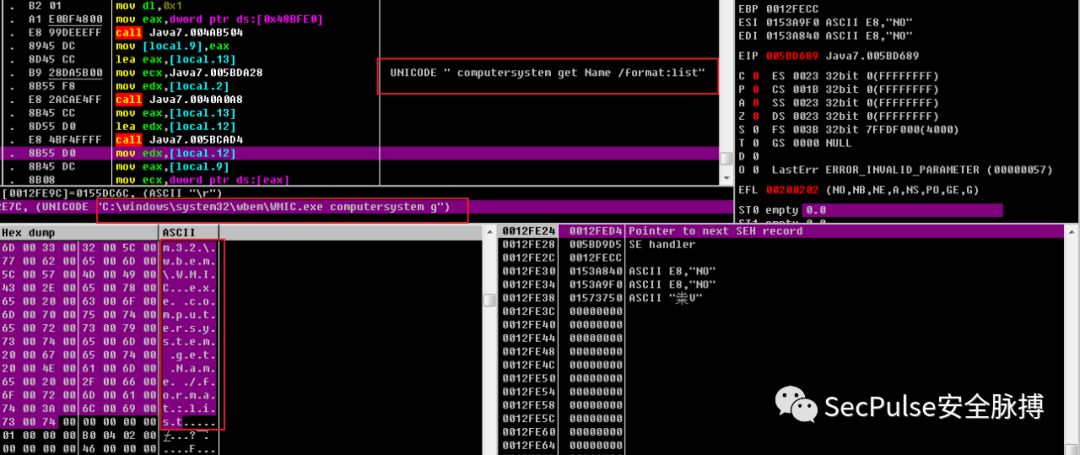 . B2 01 mov dl,0x1
. A1 E0BF4800 mov eax,dword ptr ds:[0x48BFE0]
. E8 99DEEEFF call Java7.004AB504
. 8945 DC mov [local.9],eax
. 8D45 CC lea eax,[local.13]
. B9 28DA5B00 mov ecx,Java7.005BDA28 UNICODE " computersystem get Name /format:list"
. 8B55 F8 mov edx,[local.2]
. E8 2ACAE4FF call Java7.0040A0A8
. 8B45 CC mov eax,[local.13]
. 8D55 D0 lea edx,[local.12]
. E8 4BF4FFFF call Java7.005BCAD4
. 8B55 D0 mov edx,[local.12]
. 8B45 DC mov eax,[local.9]
. 8B08 mov ecx,dword ptr ds:[eax]
[0012FE9C]=0155DC6C, (ASCII "\r")
E7C, (UNICODE "C:\windows\system32\wbem\WMIC.exe computersystem g")
EBP 0012FECC
ESI 0153A9F0 ASCII E8,"NO"
EDI 0153A840 ASCII E8,"NO"
EIP 005BD689 Java7.005BD689
C 0 ES 0023 32bit 0(FFFFFFFF)
P 0 CS 001B 32bit 0(FFFFFFFF)
A 0 SS 0023 32bit 0(FFFFFFFF)
Z 0 DS 0023 32bit 0(FFFFFFFF)
S 0 FS 003B 32bit 7FFDF000(4000)
T 0 GS 0000 NULL
D 0
O 0 LastErr ERROR_INVALID_PARAMETER (00000057)
EFL 00200202 (NO,NB,NE,A,NS,PO,GE,G)
ST0 empty 0.0
Hex dump ASCII
6D 00 33 00 32 00 5C 00 m.3.2.\.
77 00 62 00 65 00 6D 00 w.b.e.m.
5C 00 57 00 4D 00 49 00 \.W.M.I.
43 00 2E 00 65 00 78 00 C...e.x.
65 00 20 00 63 00 6F 00 e. .c.o.
6D 00 70 00 75 00 74 00 m.p.u.t.
65 00 72 00 73 00 79 00 e.r.s.y.
73 00 74 00 65 00 6D 00 s.t.e.m.
20 00 67 00 65 00 74 00 .g.e.t.
20 00 4E 00 61 00 6D 00 .N.a.m.
65 00 20 00 2F 00 66 00 e. ./.f.
6F 00 72 00 6D 00 61 00 o.r.m.a.
74 00 3A 00 6C 00 69 00 t.:.l.i.
73 00 74 00 00 00 00 00 s.t.....
01 00 00 00 B0 04 02 00
00 00 00 00 46 00 00 00 ....F...
0012FE24 0012FED4 Pointer to next SEH record
0012FE28 005BD9D5 SE handler
0012FE2C 0012FECC
0012FE30 0153A840 ASCII E8,"NO"
0012FE34 0153A9F0 ASCII E8,"NO"
0012FE38 01573750 ASCII "粜V"
0012FE3C 00000000
0012FE40 00000000
0012FE44 00000000
0012FE48 00000000
0012FE4C 00000000
0012FE50 00000000
0012FE54 00000000
0012FE58 00000000
0012FE5C 00000000
0012FE60 00000000
0012FE64 00000000
SecPulse安全脉搏